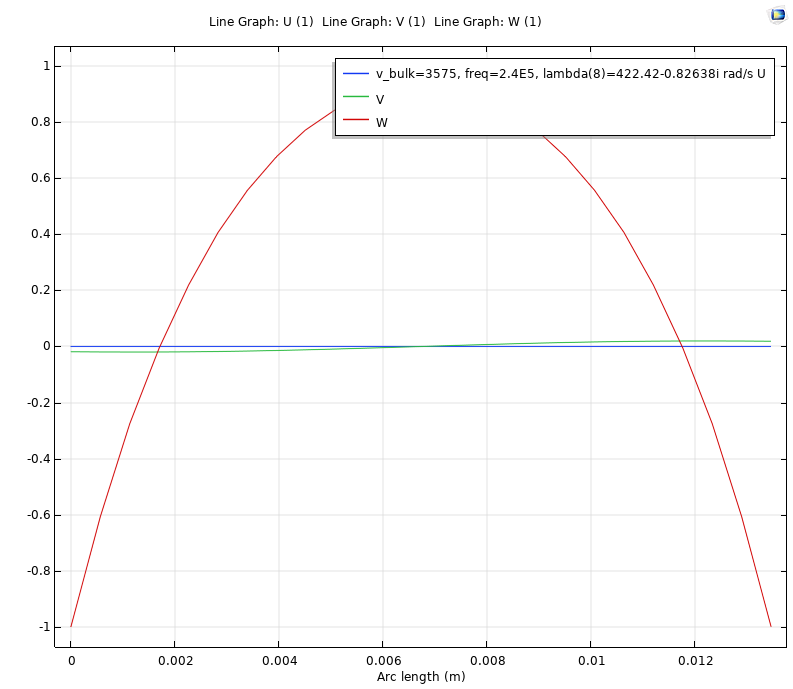 Line Graph: U (1)  Line Graph: V (1)  Line Graph: W (1)
v_bulk=3575, freq=2.4E5, lambda(8)=422.42-0.82638i rad/s U
V
W
1
0.8
0.6
0.4
0.2
0
-0.2
-0.4
-0.6
-0.8
-1
0 0.002 0.004 0.006 0.008 0.01 0.012
Arc length (m)